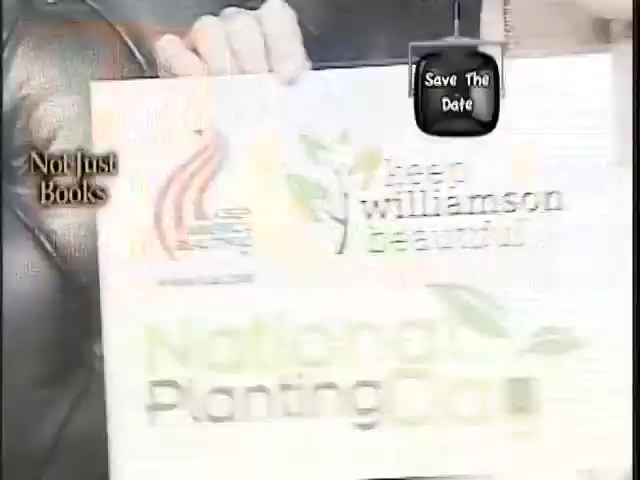 Save The
Date
Not Just
Books
keep
williamson
beautiful
National
Planting Day